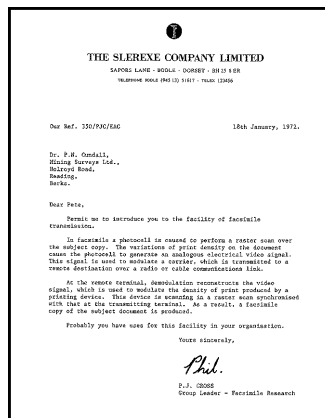 THE SLEREXE COMPANY LIMITED
SAPORS LANE - BOOLE - DORSET - BH 25 8 ER
TELEPHONE BOOLE (945 13) 51617 - TELEX 123456
Our Ref. 350/PJC/EAC 18th January, 1972.
Dr. P.N. Cundall,
Mining Surveys Ltd.,
Holroyd Road,
Reading,
Berks.
Dear Pete,
Permit me to introduce you to the facility of facsimile
transmission.
In facsimile a photocell is caused to perform a raster scan over
the subject copy. The variations of print density on the document
cause the photocell to generate an analogous electrical video signal.
This signal is used to modulate a carrier, which is transmitted to a
remote destination over a radio or cable communications link.
At the remote terminal, demodulation reconstructs the video
signal, which is used to modulate the density of print produced by a
printing device. This device is scanning in a raster scan synchronised
with that at the transmitting terminal. As a result, a facsimile
copy of the subject document is produced.
Probably you have uses for this facility in your organisation.
Yours sincerely,
Phil.
P.J. CROSS
Group Leader - Facsimile Research